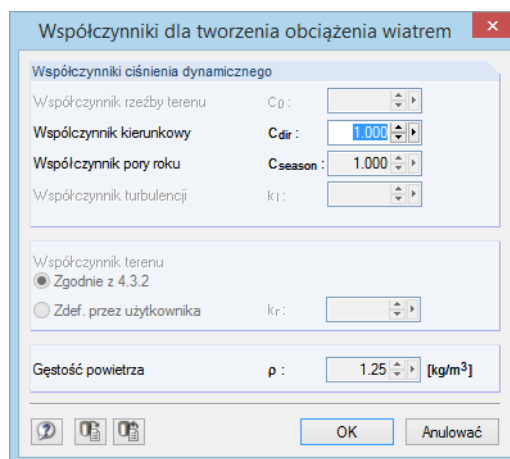 Współczynniki dla tworzenia obciążenia wiatrem
Współczynniki ciśnienia dynamicznego
Współczynnik rzeźby terenu C0 :
Wspólczynnik kierunkowy Cdir : 1.000
Współczynnik pory roku Cseason : 1.000
Współczynnik turbulencji kI :
Współczynnik terenu
Zgodnie z 4.3.2
Zdef. przez użytkownika kr :
Gęstość powietrza ρ : 1.25 [kg/m³]
OK Anulować